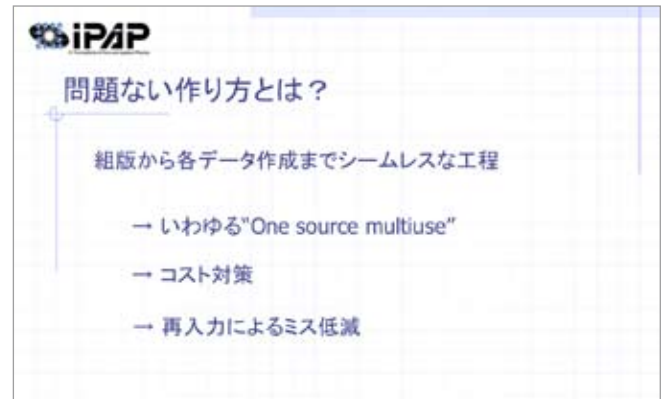 iPAP
問題ない作り方とは？
組版から各データ作成までシームレスな工程
→ いわゆる“One source multiuse”
→ コスト対策
→ 再入力によるミス低減